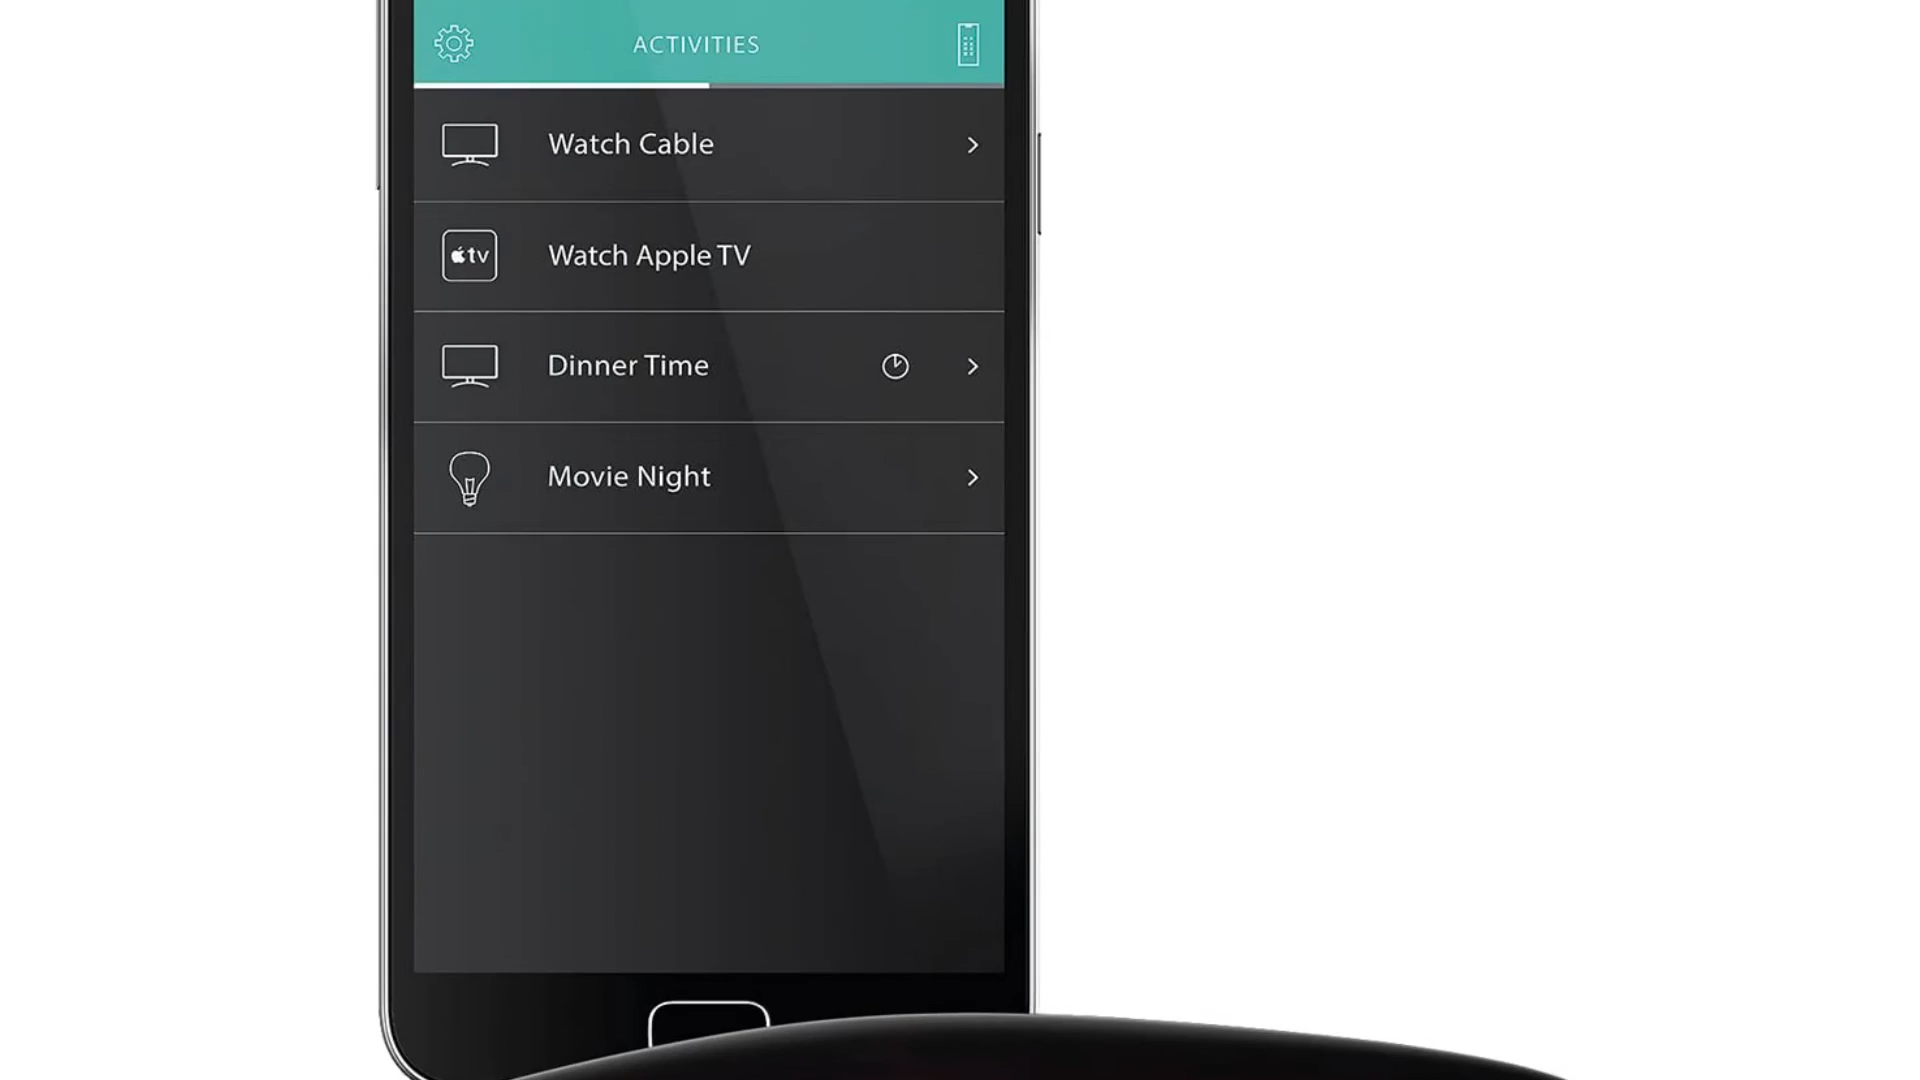 ACTIVITIES
Watch Cable
tv
Watch Apple TV
Dinner Time
Movie Night